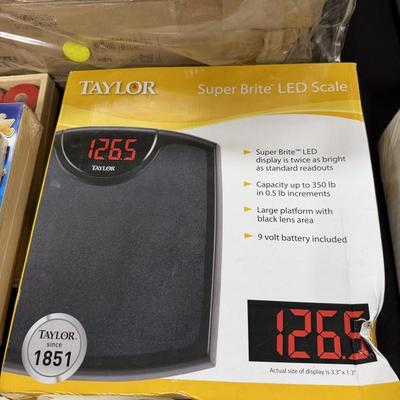 TAYLOR
Super Brite™ LED Scale
126.5
TAYLOR
▸ Super Brite™ LED
display is twice as bright
as standard readouts
▸ Capacity up to 350 lb
in 0.5 lb increments
▸ Large platform with
black lens area
▸ 9 volt battery included
126.5
Actual size of display is 3.3" x 1.3"
TAYLOR
since
1851